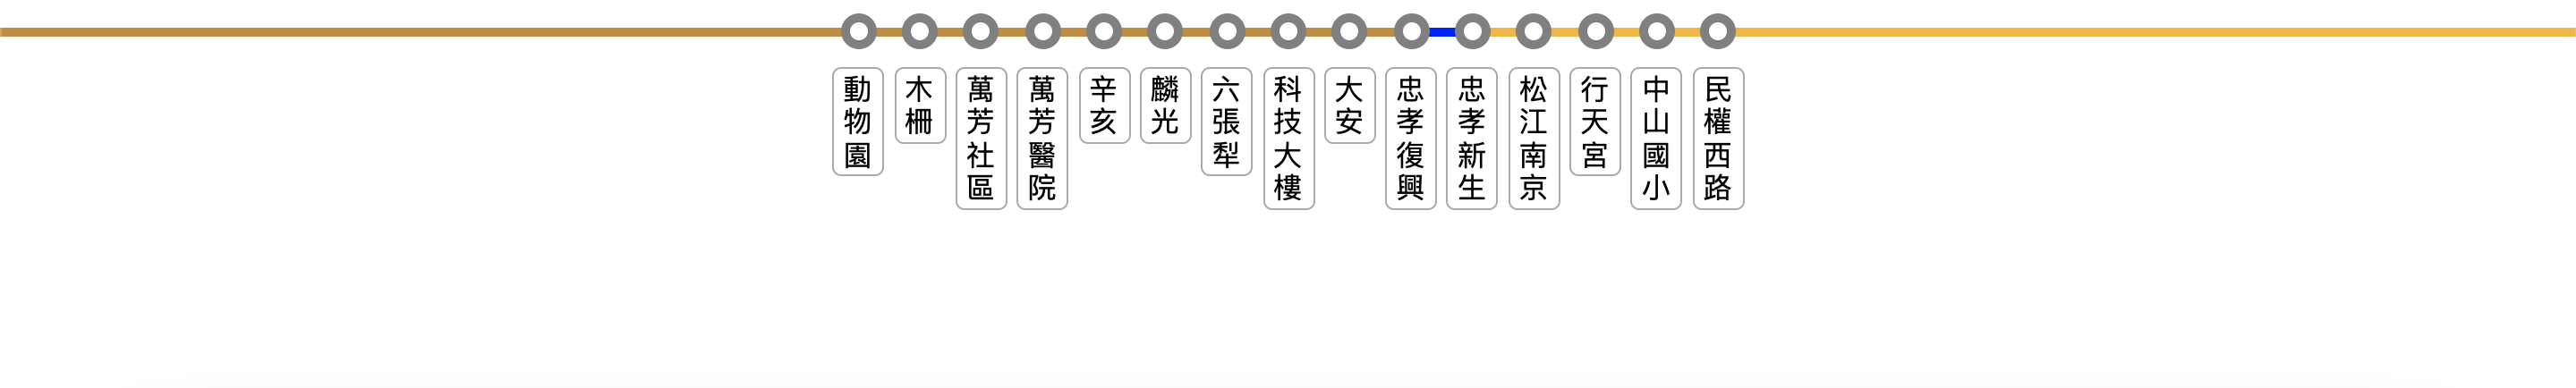 動物園
木柵
萬芳社區
萬芳醫院
辛亥
麟光
六張犁
科技大樓
大安
忠孝復興
忠孝新生
松江南京
行天宮
中山國小
民權西路